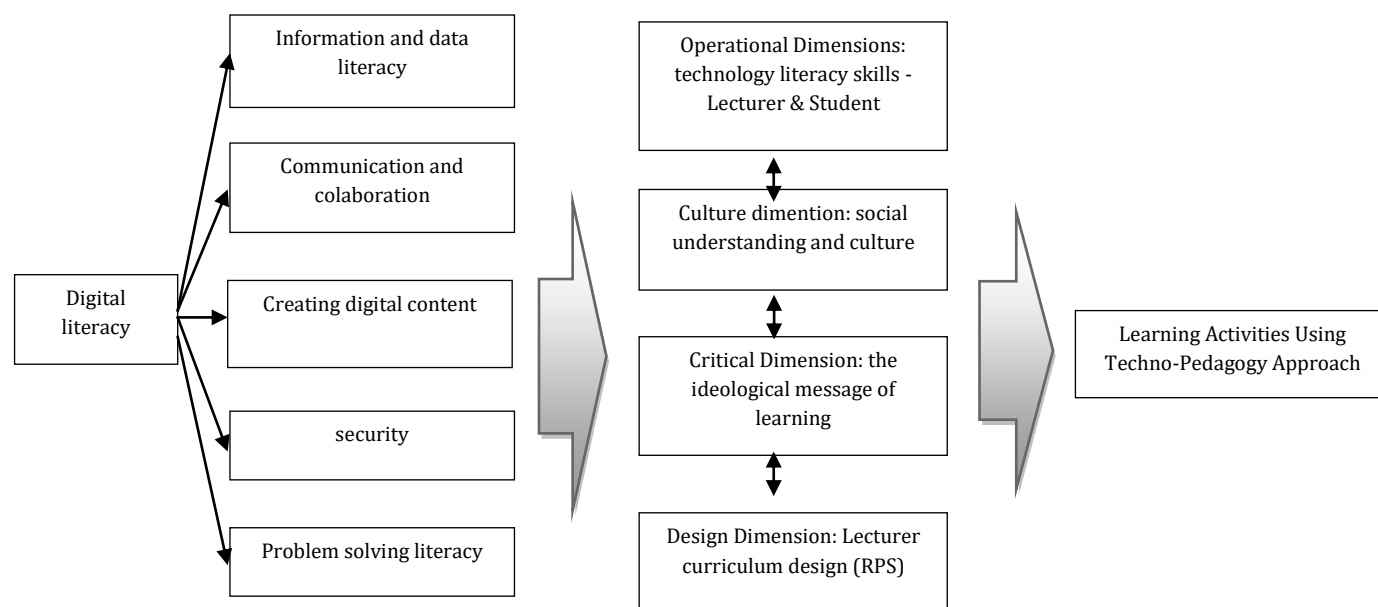 Digital
literacy
Information and data
literacy
Communication and
colaboration
Creating digital content
security
Problem solving literacy
Operational Dimensions:
technology literacy skills -
Lecturer & Student
Culture dimention: social
understanding and culture
Critical Dimension: the
ideological message of
learning
Design Dimension: Lecturer
curriculum design (RPS)
Learning Activities Using
Techno-Pedagogy Approach